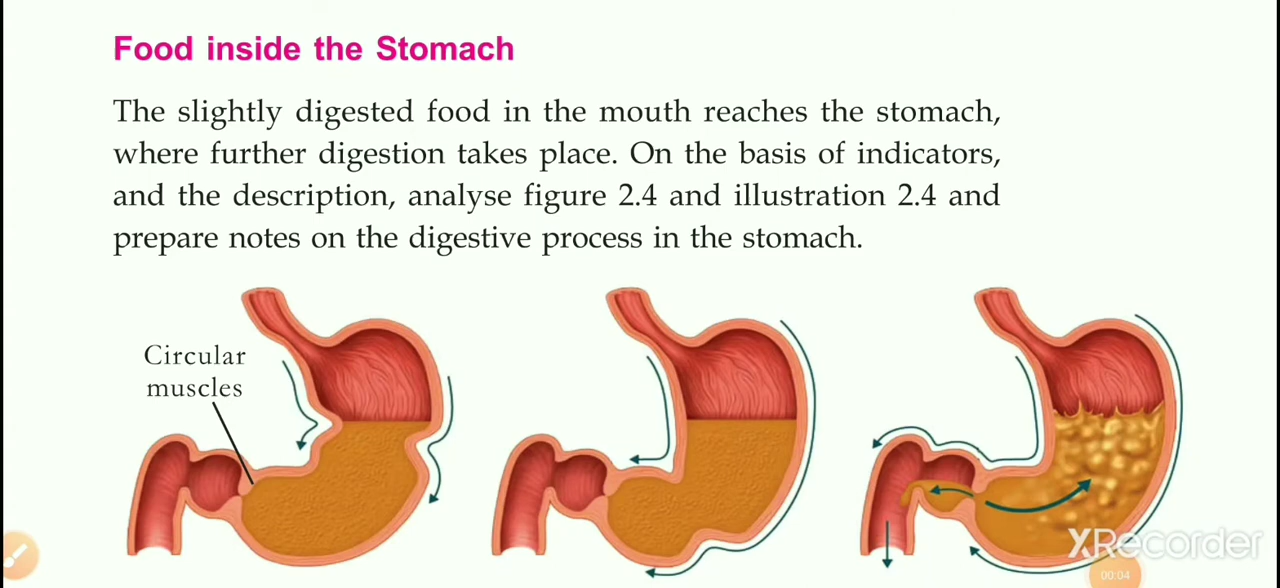 Food inside the Stomach
The slightly digested food in the mouth reaches the stomach,
where further digestion takes place. On the basis of indicators,
and the description, analyse figure 2.4 and illustration 2.4 and
prepare notes on the digestive process in the stomach.
Circular
muscles
XRecorder
00:04